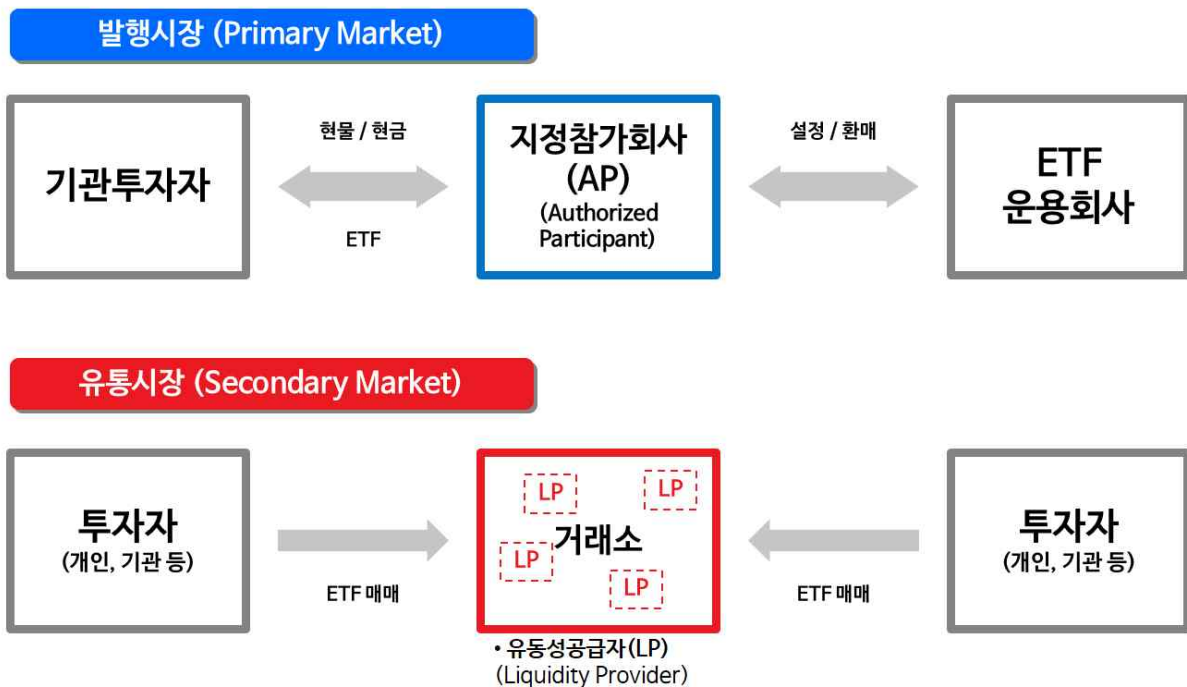 발행시장 (Primary Market)
기관투자자
현물 / 현금
ETF
지정참가회사
(AP)
(Authorized
Participant)
설정 / 환매
ETF
운용회사
유통시장 (Secondary Market)
투자자
(개인, 기관 등)
ETF 매매
LP
LP
거래소
LP
LP
• 유동성공급자(LP)
(Liquidity Provider)
ETF 매매
투자자
(개인, 기관 등)